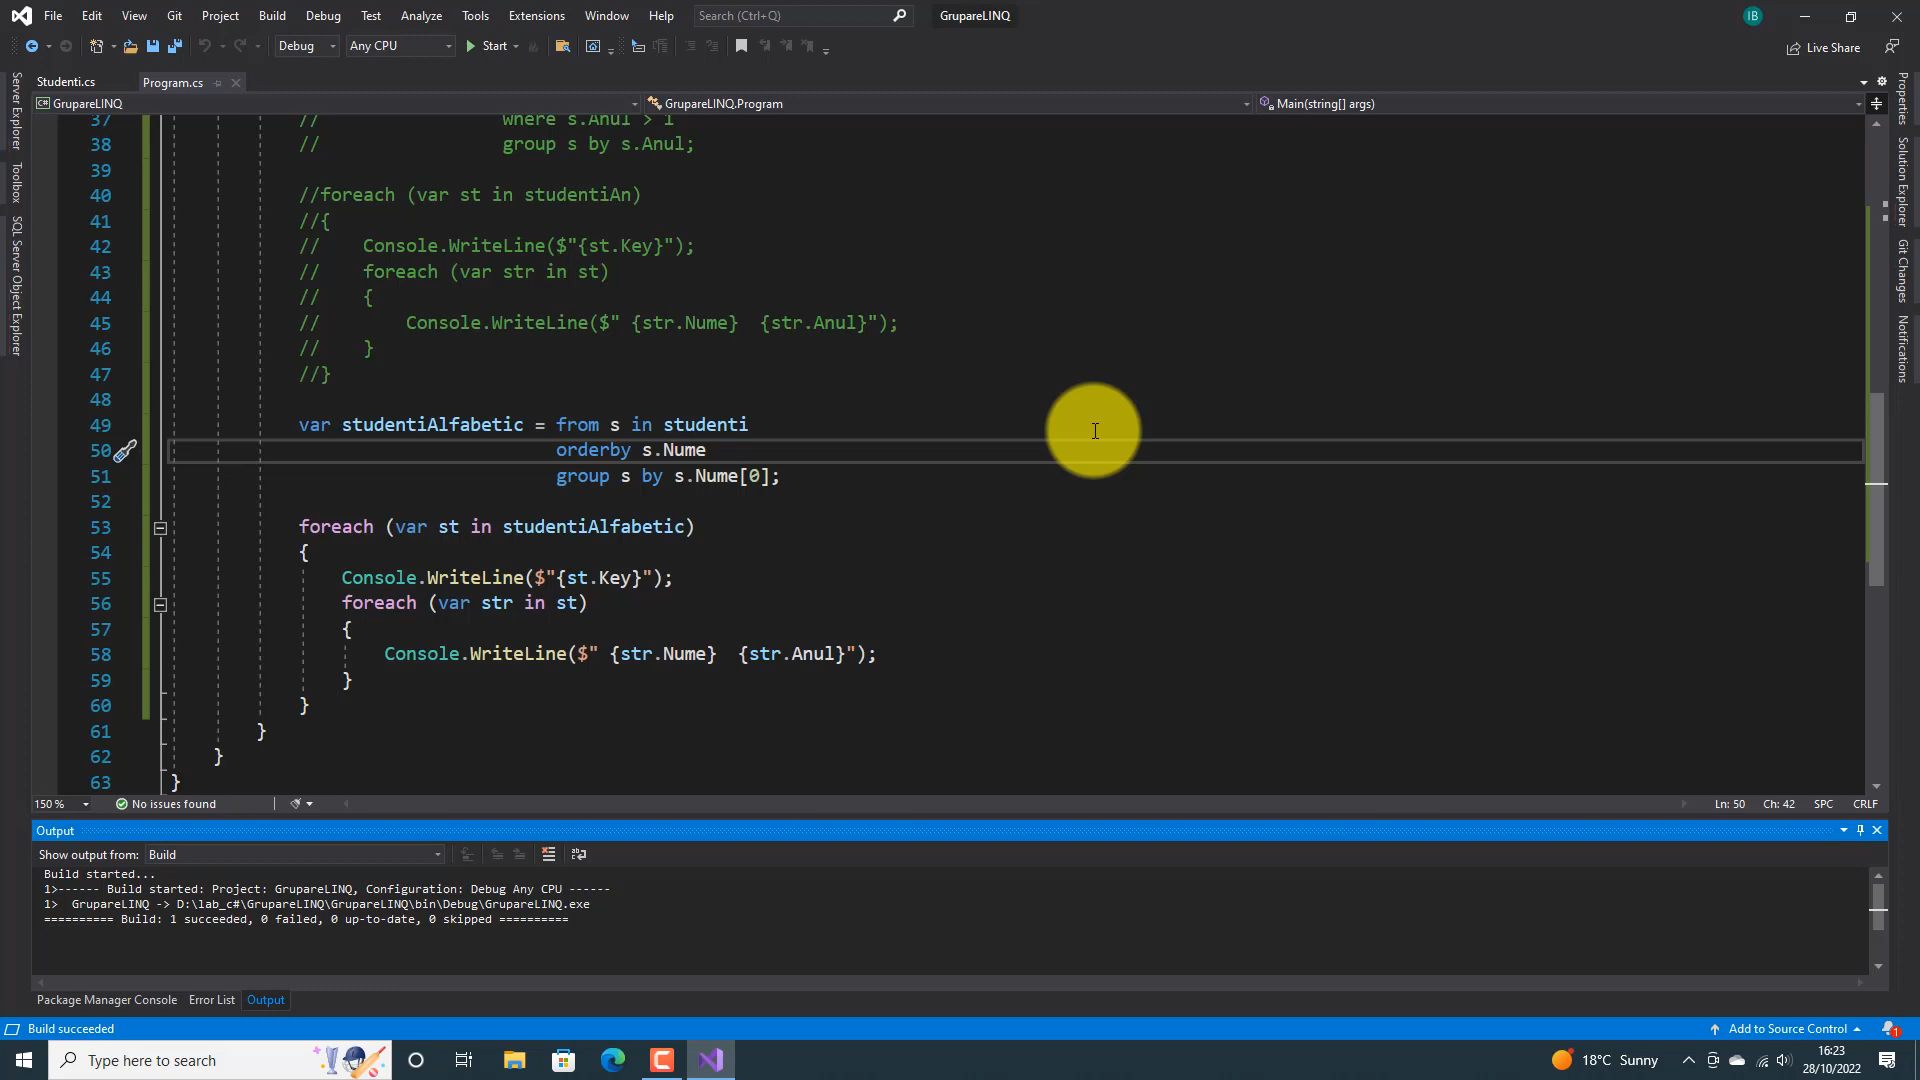 File Edit View Git Project Build Debug Test Analyze Tools Extensions Window Help Search (Ctrl+Q) GrupareLINQ IB
Debug Any CPU Start Live Share
Studenti.cs Program.cs
C# GrupareLINQ GrupareLINQ.Program Main(string[] args)
Server Explorer
Toolbox
SQL Server Object Explorer
37 // where s.Anul > 1
38 // group s by s.Anul;
39
40 //foreach (var st in studentiAn)
41 //{
42 // Console.WriteLine($"{st.Key}");
43 // foreach (var str in st)
44 // {
45 // Console.WriteLine($" {str.Nume}  {str.Anul}");
46 // }
47 //}
48
49 var studentiAlfabetic = from s in studenti
50 orderby s.Nume
51 group s by s.Nume[0];
52
53 foreach (var st in studentiAlfabetic)
54 {
55 Console.WriteLine($"{st.Key}");
56 foreach (var str in st)
57 {
58 Console.WriteLine($" {str.Nume}  {str.Anul}");
59 }
60 }
61 }
62 }
63 }
Properties
Solution Explorer
Git Changes
Notifications
150 % No issues found Ln: 50 Ch: 42 SPC CRLF
Output
Show output from: Build
Build started...
1>------ Build started: Project: GrupareLINQ, Configuration: Debug Any CPU ------
1>  GrupareLINQ -> D:\lab_c#\GrupareLINQ\GrupareLINQ\bin\Debug\GrupareLINQ.exe
========== Build: 1 succeeded, 0 failed, 0 up-to-date, 0 skipped ==========
Package Manager Console Error List Output
Build succeeded Add to Source Control 1
Type here to search 18°C Sunny 16:23
28/10/2022